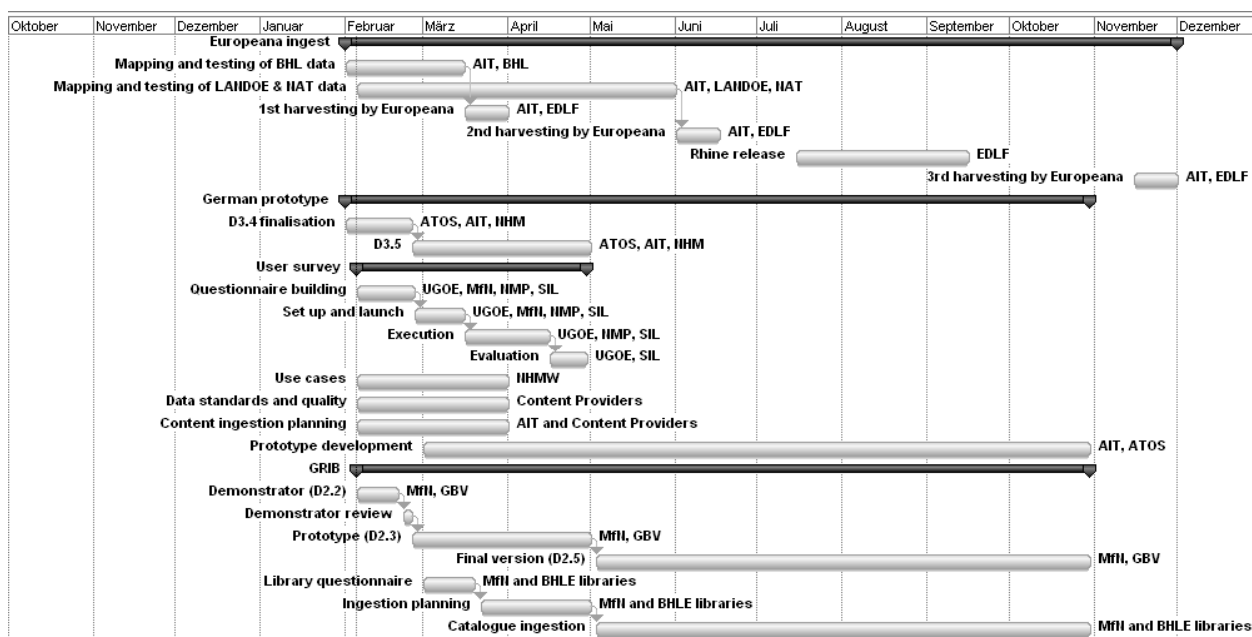 Oktober November Dezember Januar Februar März April Mai Juni Juli August September Oktober November Dezember
Europeana ingest
Mapping and testing of BHL data AIT, BHL
Mapping and testing of LANDOE & NAT data AIT, LANDOE, NAT
1st harvesting by Europeana AIT, EDLF
2nd harvesting by Europeana AIT, EDLF
Rhine release EDLF
3rd harvesting by Europeana AIT, EDLF
German prototype
D3.4 finalisation ATOS, AIT, NHM
D3.5 ATOS, AIT, NHM
User survey
Questionnaire building UGOE, MfN, NMP, SIL
Set up and launch UGOE, MfN, NMP, SIL
Execution UGOE, NMP, SIL
Evaluation UGOE, SIL
Use cases NHMW
Data standards and quality Content Providers
Content ingestion planning AIT and Content Providers
Prototype development AIT, ATOS
GRIB
Demonstrator (D2.2) MfN, GBV
Demonstrator review
Prototype (D2.3) MfN, GBV
Final version (D2.5) MfN, GBV
Library questionnaire MfN and BHLE libraries
Ingestion planning MfN and BHLE libraries
Catalogue ingestion MfN and BHLE libraries